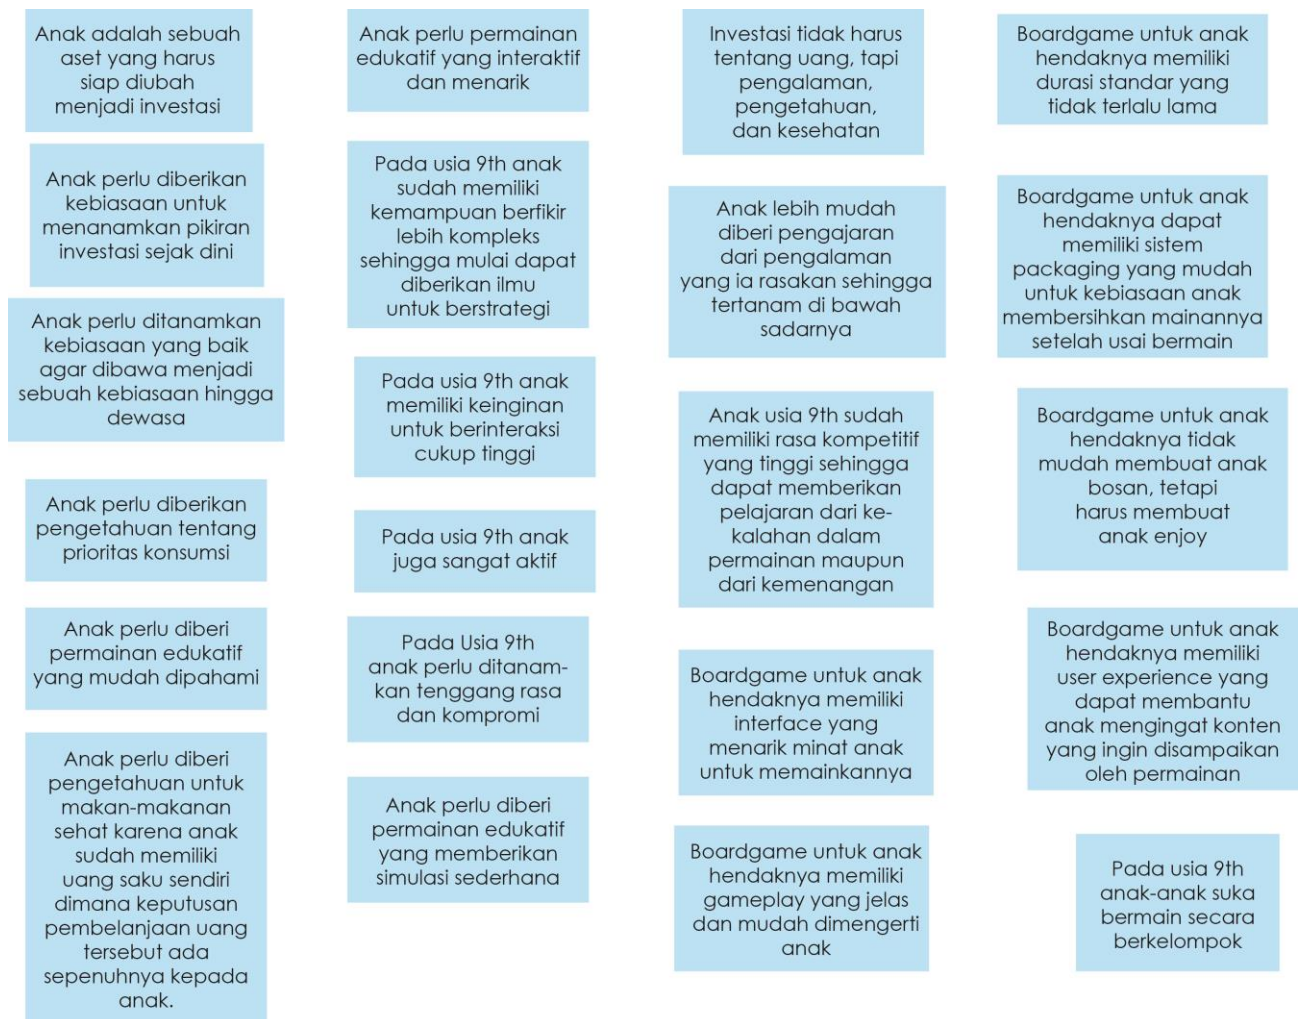 Anak adalah sebuah
aset yang harus
siap diubah
menjadi investasi
Anak perlu diberikan
kebiasaan untuk
menanamkan pikiran
investasi sejak dini
Anak perlu ditanamkan
kebiasaan yang baik
agar dibawa menjadi
sebuah kebiasaan hingga
dewasa
Anak perlu diberikan
pengetahuan tentang
prioritas konsumsi
Anak perlu diberi
permainan edukatif
yang mudah dipahami
Anak perlu diberi
pengetahuan untuk
makan-makanan
sehat karena anak
sudah memiliki
uang saku sendiri
dimana keputusan
pembelanjaan uang
tersebut ada
sepenuhnya kepada
anak.
Anak perlu permainan
edukatif yang interaktif
dan menarik
Pada usia 9th anak
sudah memiliki
kemampuan berfikir
lebih kompleks
sehingga mulai dapat
diberikan ilmu
untuk berstrategi
Pada usia 9th anak
memiliki keinginan
untuk berinteraksi
cukup tinggi
Pada usia 9th anak
juga sangat aktif
Pada Usia 9th
anak perlu ditanam-
kan tenggang rasa
dan kompromi
Anak perlu diberi
permainan edukatif
yang memberikan
simulasi sederhana
Investasi tidak harus
tentang uang, tapi
pengalaman,
pengetahuan,
dan kesehatan
Anak lebih mudah
diberi pengajaran
dari pengalaman
yang ia rasakan sehingga
tertanam di bawah
sadarnya
Anak usia 9th sudah
memiliki rasa kompetitif
yang tinggi sehingga
dapat memberikan
pelajaran dari ke-
kalahan dalam
permainan maupun
dari kemenangan
Boardgame untuk anak
hendaknya memiliki
interface yang
menarik minat anak
untuk memainkannya
Boardgame untuk anak
hendaknya memiliki
gameplay yang jelas
dan mudah dimengerti
anak
Boardgame untuk anak
hendaknya memiliki
durasi standar yang
tidak terlalu lama
Boardgame untuk anak
hendaknya dapat
memiliki sistem
packaging yang mudah
untuk kebiasaan anak
membersihkan mainannya
setelah usai bermain
Boardgame untuk anak
hendaknya tidak
mudah membuat anak
bosan, tetapi
harus membuat
anak enjoy
Boardgame untuk anak
hendaknya memiliki
user experience yang
dapat membantu
anak mengingat konten
yang ingin disampaikan
oleh permainan
Pada usia 9th
anak-anak suka
bermain secara
berkelompok